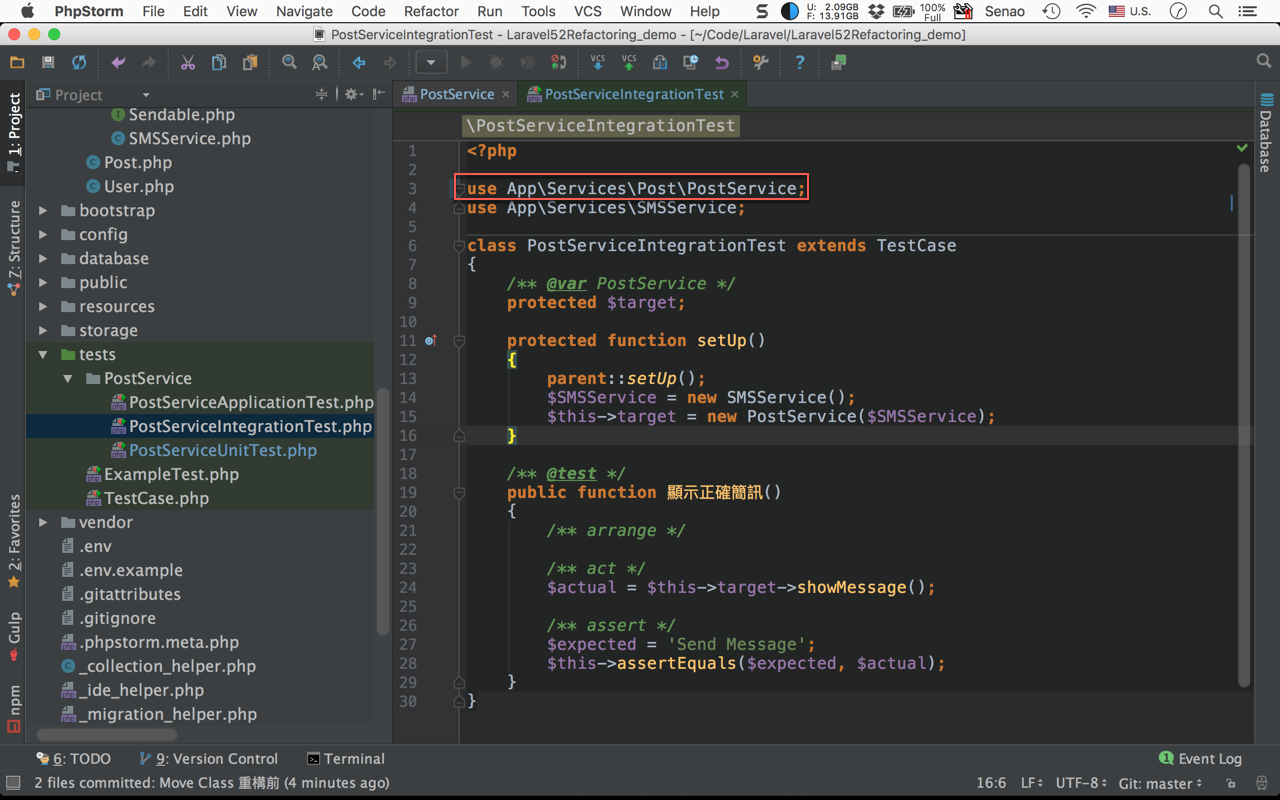 PhpStorm File Edit View Navigate Code Refactor Run Tools VCS Window Help U: 2.09GB F: 13.91GB 100% Full Senao U.S.
PostServiceIntegrationTest - Laravel52Refactoring_demo - [~/Code/Laravel/Laravel52Refactoring_demo]
VCS VCS
1: Project
7: Structure
2: Favorites
Gulp
npm
Project
Sendable.php
SMSService.php
Post.php
User.php
bootstrap
config
database
public
resources
storage
tests
PostService
PostServiceApplicationTest.php
PostServiceIntegrationTest.php
PostServiceUnitTest.php
ExampleTest.php
TestCase.php
vendor
.env
.env.example
.gitattributes
.gitignore
.phpstorm.meta.php
_collection_helper.php
_ide_helper.php
_migration_helper.php
PostService PostServiceIntegrationTest
\PostServiceIntegrationTest
1 <?php
2
3 use App\Services\Post\PostService;
4 use App\Services\SMSService;
5
6 class PostServiceIntegrationTest extends TestCase
7 {
8 /** @var PostService */
9 protected $target;
10
11 protected function setUp()
12 {
13 parent::setUp();
14 $SMSService = new SMSService();
15 $this->target = new PostService($SMSService);
16 }
17
18 /** @test */
19 public function 顯示正確簡訊()
20 {
21 /** arrange */
22
23 /** act */
24 $actual = $this->target->showMessage();
25
26 /** assert */
27 $expected = 'Send Message';
28 $this->assertEquals($expected, $actual);
29 }
30 }
Database
6: TODO 9: Version Control Terminal 1 Event Log
2 files committed: Move Class 重構前 (4 minutes ago) 16:6 LF UTF-8 Git: master